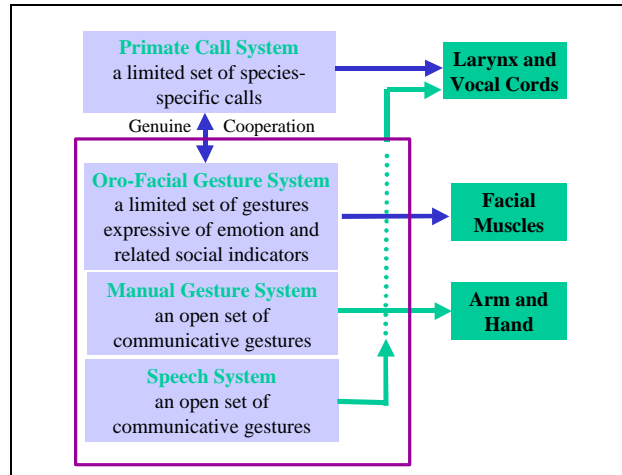 Primate Call System
a limited set of species-
specific calls
Larynx and
Vocal Cords
Genuine Cooperation
Oro-Facial Gesture System
a limited set of gestures
expressive of emotion and
related social indicators
Facial
Muscles
Manual Gesture System
an open set of
communicative gestures
Arm and
Hand
Speech System
an open set of
communicative gestures